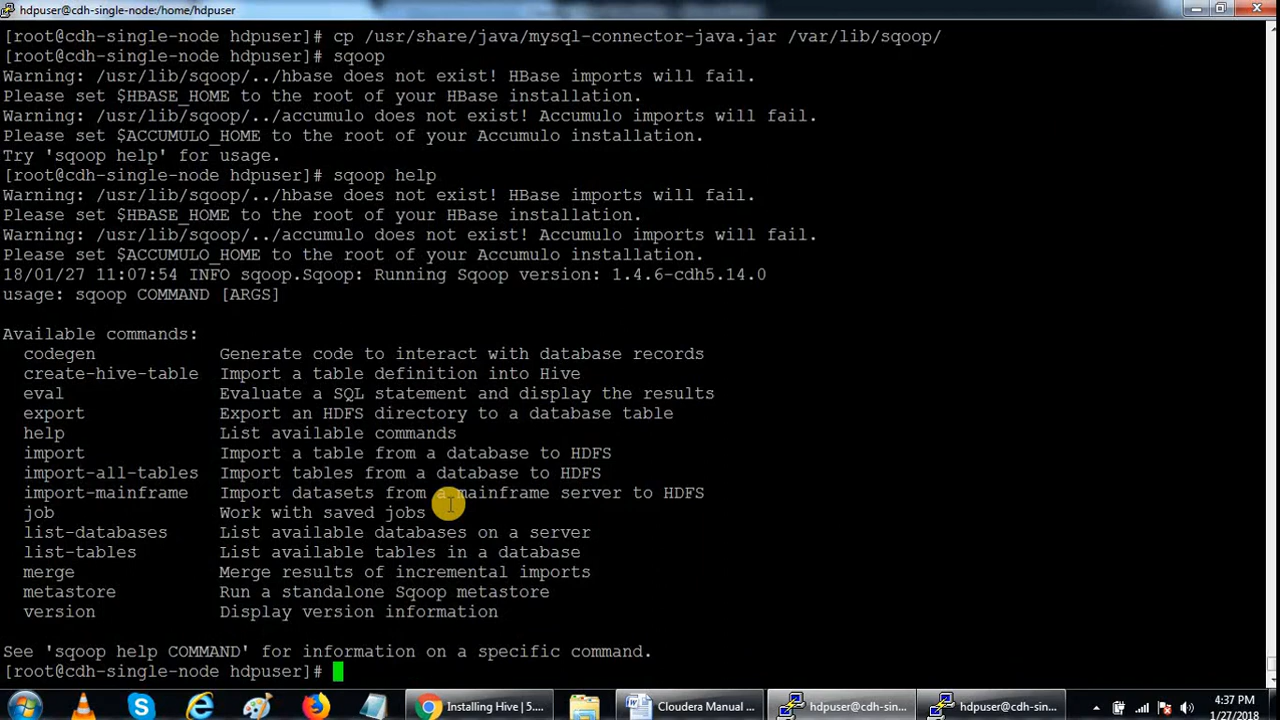 hdpuser@cdh-single-node:/home/hdpuser
[root@cdh-single-node hdpuser]# cp /usr/share/java/mysql-connector-java.jar /var/lib/sqoop/
[root@cdh-single-node hdpuser]# sqoop
Warning: /usr/lib/sqoop/../hbase does not exist! HBase imports will fail.
Please set $HBASE_HOME to the root of your HBase installation.
Warning: /usr/lib/sqoop/../accumulo does not exist! Accumulo imports will fail.
Please set $ACCUMULO_HOME to the root of your Accumulo installation.
Try 'sqoop help' for usage.
[root@cdh-single-node hdpuser]# sqoop help
Warning: /usr/lib/sqoop/../hbase does not exist! HBase imports will fail.
Please set $HBASE_HOME to the root of your HBase installation.
Warning: /usr/lib/sqoop/../accumulo does not exist! Accumulo imports will fail.
Please set $ACCUMULO_HOME to the root of your Accumulo installation.
18/01/27 11:07:54 INFO sqoop.Sqoop: Running Sqoop version: 1.4.6-cdh5.14.0
usage: sqoop COMMAND [ARGS]
Available commands:
codegen Generate code to interact with database records
create-hive-table Import a table definition into Hive
eval Evaluate a SQL statement and display the results
export Export an HDFS directory to a database table
help List available commands
import Import a table from a database to HDFS
import-all-tables Import tables from a database to HDFS
import-mainframe Import datasets from a mainframe server to HDFS
job Work with saved jobs
list-databases List available databases on a server
list-tables List available tables in a database
merge Merge results of incremental imports
metastore Run a standalone Sqoop metastore
version Display version information
See 'sqoop help COMMAND' for information on a specific command.
[root@cdh-single-node hdpuser]#
Installing Hive | 5.... Cloudera Manual ... hdpuser@cdh-sin... hdpuser@cdh-sin... 4:37 PM
1/27/2018